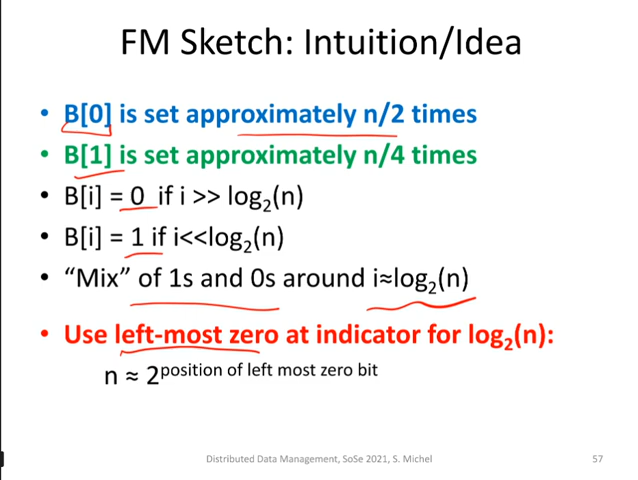 FM Sketch: Intuition/Idea
• B[0] is set approximately n/2 times
• B[1] is set approximately n/4 times
• B[i] = 0 if i >> log₂(n)
• B[i] = 1 if i<<log₂(n)
• “Mix” of 1s and 0s around i≈log₂(n)
• Use left-most zero at indicator for log₂(n):
n ≈ 2^position of left most zero bit
Distributed Data Management, SoSe 2021, S. Michel 57